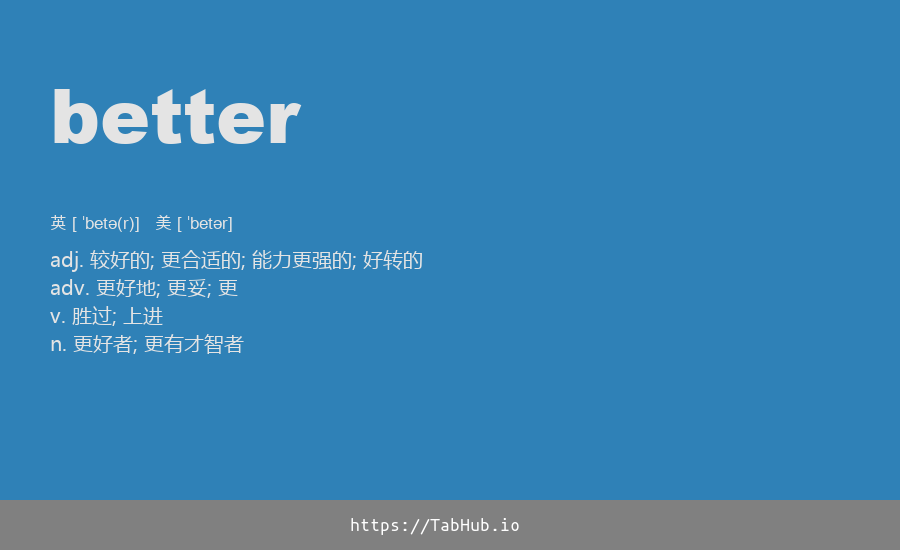 better
英 [ ˈbetə(r)]   美 [ ˈbetər]
adj. 较好的; 更合适的; 能力更强的; 好转的
adv. 更好地; 更妥; 更
v. 胜过; 上进
n. 更好者; 更有才智者
https://TabHub.io